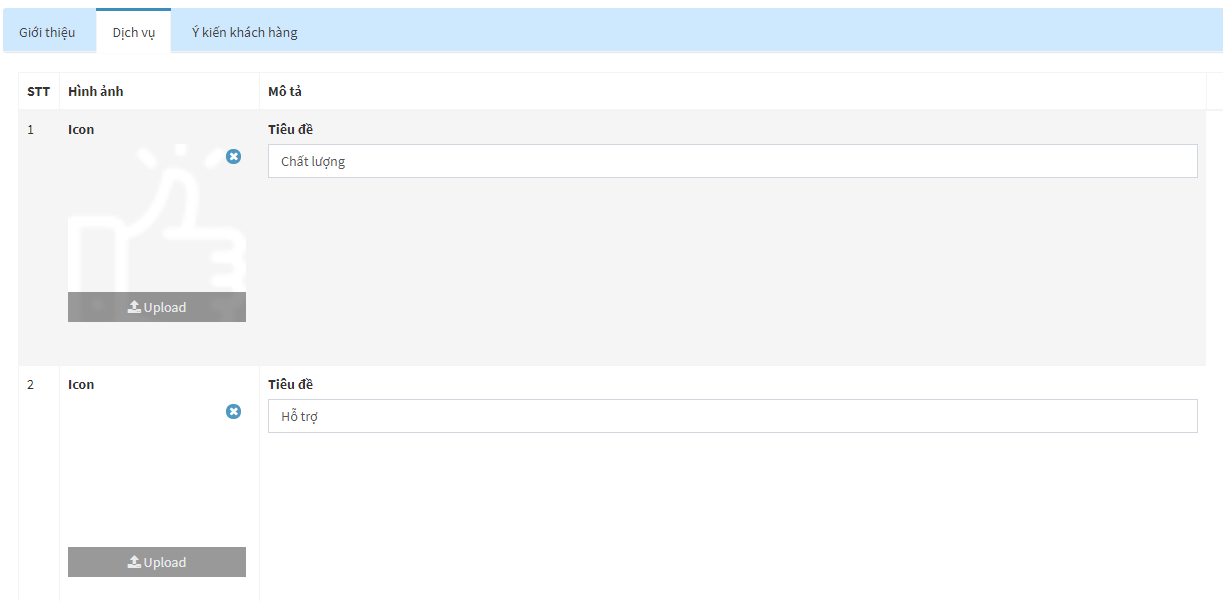 Giới thiệu Dịch vụ Ý kiến khách hàng
STT Hình ảnh Mô tả
1 Icon Tiêu đề
Chất lượng
Upload
2 Icon Tiêu đề
Hỗ trợ
Upload